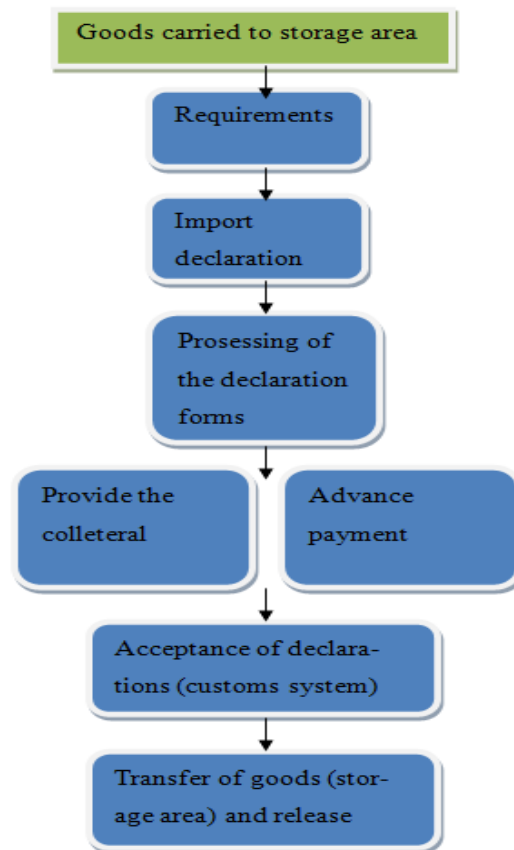 Goods carried to storage area
Requirements
Import
declaration
Prosessing of
the declaration
forms
Provide the
colleteral
Advance
payment
Acceptance of declara-
tions (customs system)
Transfer of goods (stor-
age area) and release